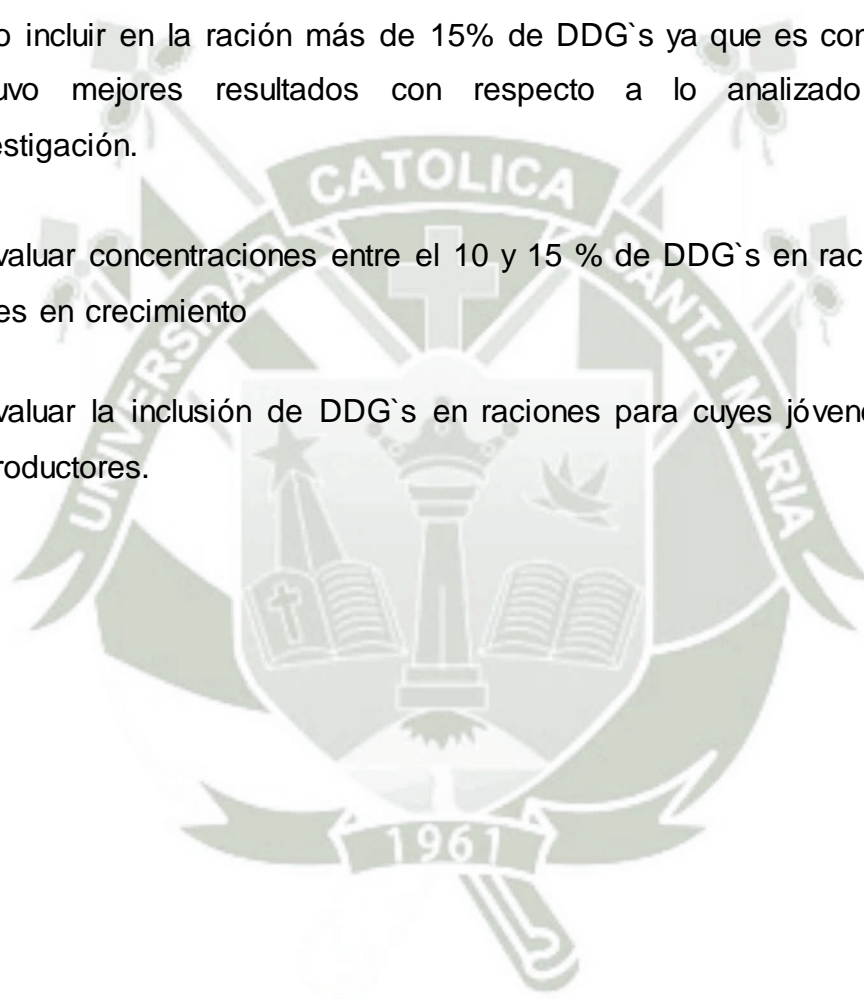 o incluir en la ración más de 15% de DDG`s ya que es con
uvo mejores resultados con respecto a lo analizado
estigación.
valuar concentraciones entre el 10 y 15 % de DDG`s en raci
es en crecimiento
valuar la inclusión de DDG`s en raciones para cuyes jóven
roductores.
UNIVERSIDAD CATOLICA SANTA MARIA
1961